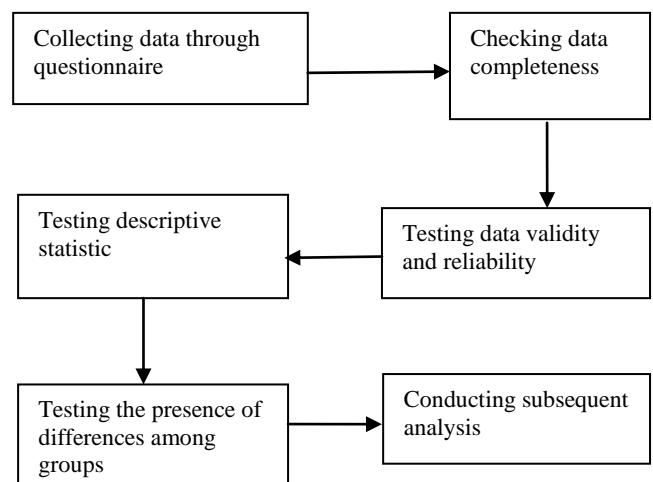 Collecting data through
questionnaire
Checking data
completeness
Testing data validity
and reliability
Testing descriptive
statistic
Testing the presence of
differences among
groups
Conducting subsequent
analysis